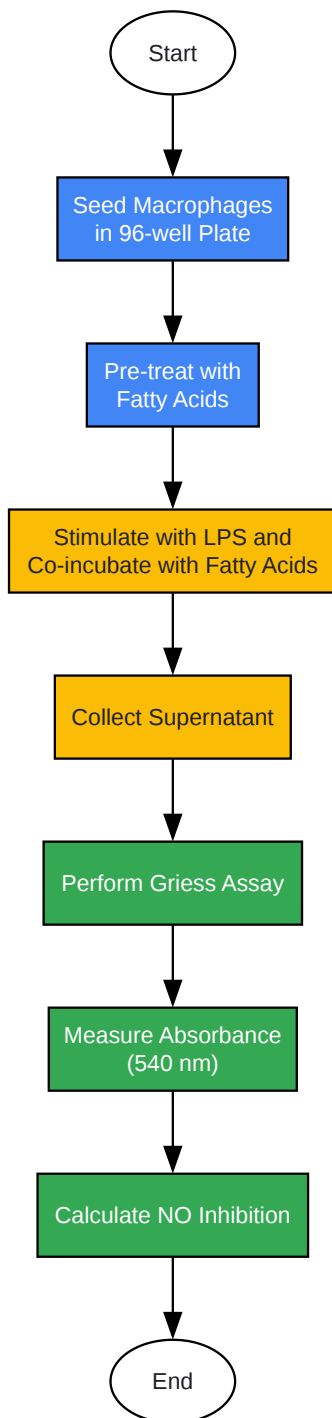 Start
Seed Macrophages
in 96-well Plate
Pre-treat with
Fatty Acids
Stimulate with LPS and
Co-incubate with Fatty Acids
Collect Supernatant
Perform Griess Assay
Measure Absorbance
(540 nm)
Calculate NO Inhibition
End